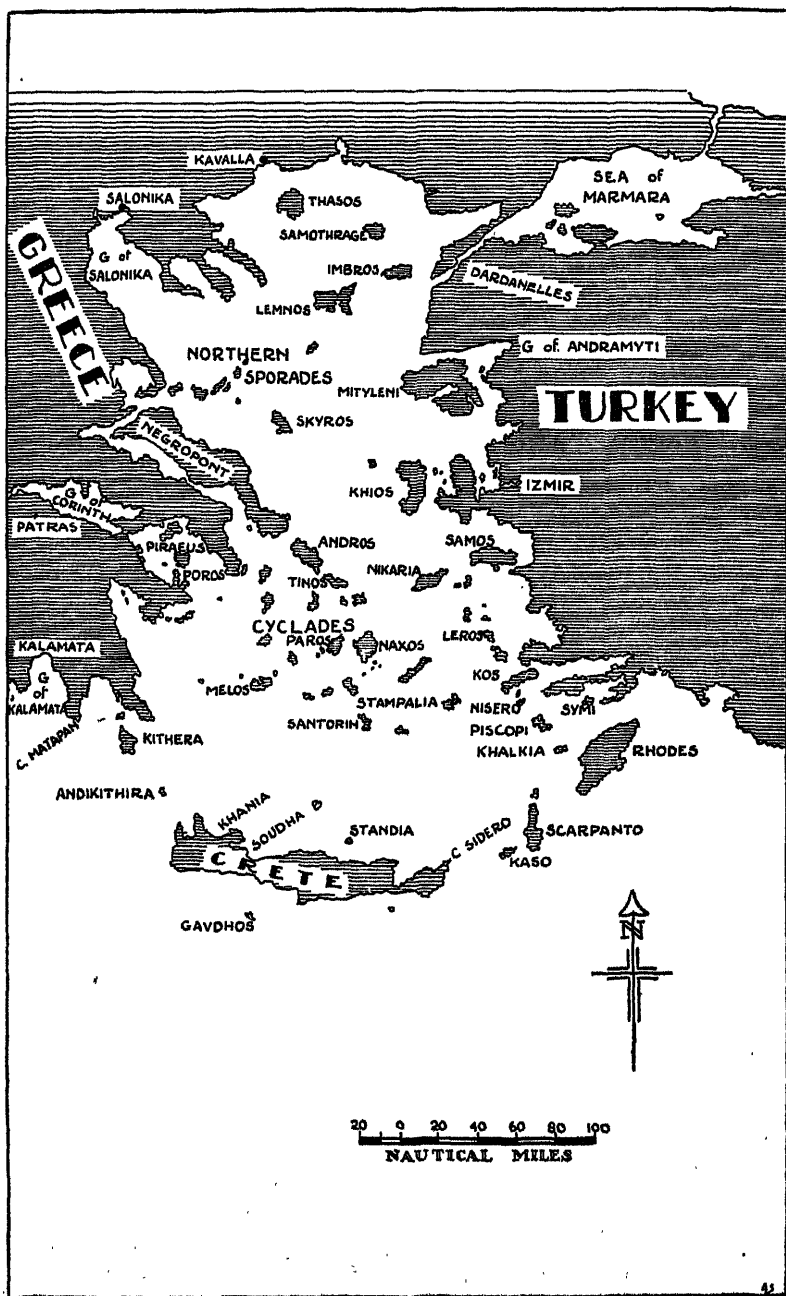 KAVALLA
SEA of
MARMARA
SALONIKA
THASOS
SAMOTHRAGE
GREECE
G of
SALONIKA
IMBROS
DARDANELLES
LEMNOS
G of. ANDRAMYTI
NORTHERN
SPORADES
MITYLENI
TURKEY
SKYROS
NEGROPONT
KHIOS
IZMIR
G of
CORINTH
PATRAS
PIRAEUS
ANDROS
SAMOS
POROS
TINOS
NIKARIA
CYCLADES
PAROS
NAXOS
LEROS
KALAMATA
G
of
KALAMATA
MELOS
KOS
STAMPALIA
NISERO
SYMI
SANTORIN
PISCOPI
C. MATAPAN
KITHERA
KHALKIA
RHODES
ANDIKITHIRA
KHANIA
SOUDHA
STANDIA
C SIDERO
SCARPANTO
CRETE
KASO
GAVDHOS
N
20 0 20 40 60 80 100
NAUTICAL MILES